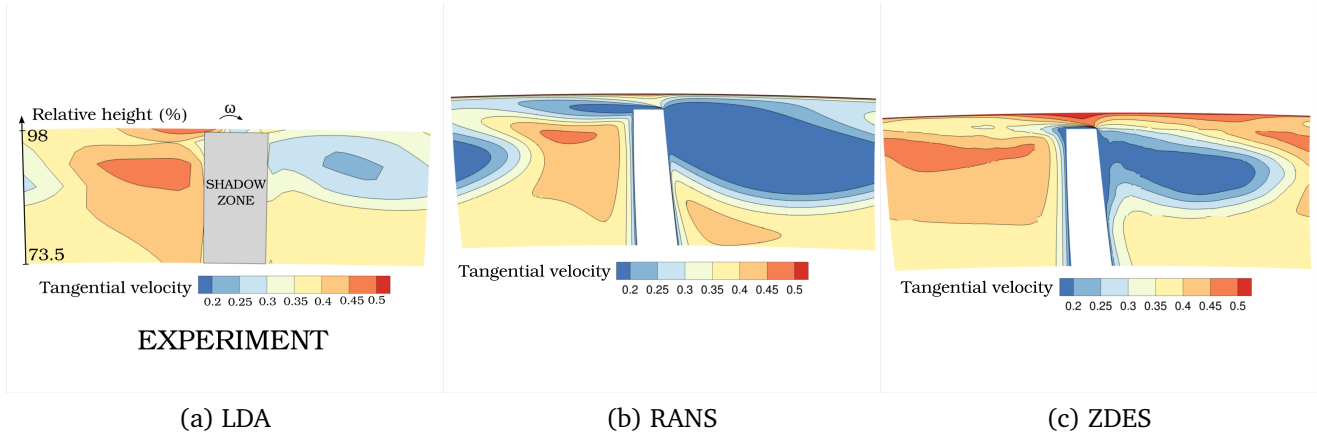 Relative height (%)
ω
98
SHADOW
ZONE
73.5
Tangential velocity
0.2 0.25 0.3 0.35 0.4 0.45 0.5
EXPERIMENT
(a) LDA
Tangential velocity
0.2 0.25 0.3 0.35 0.4 0.45 0.5
(b) RANS
Tangential velocity
0.2 0.25 0.3 0.35 0.4 0.45 0.5
(c) ZDES